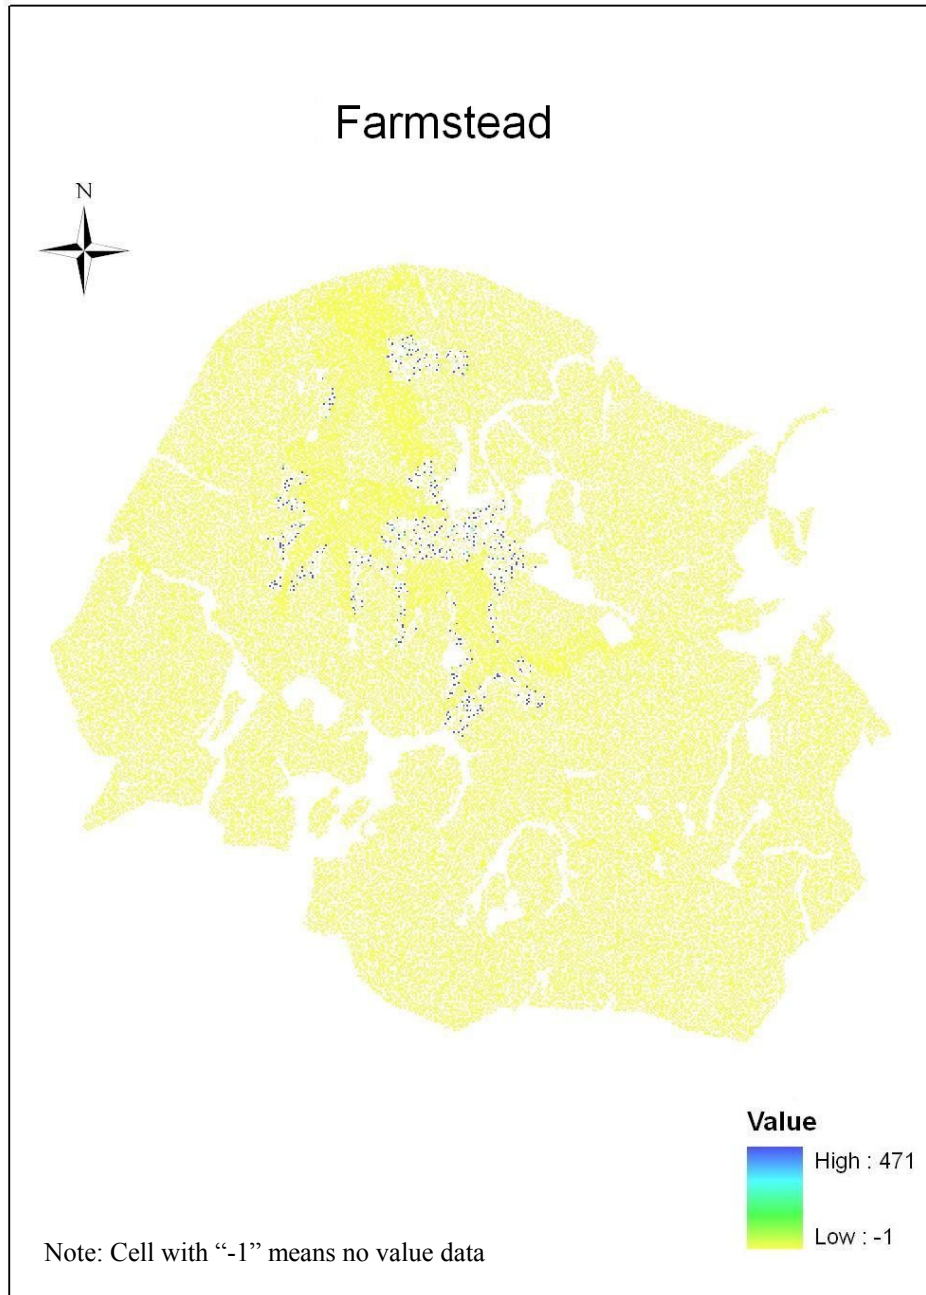 Farmstead
N
Value
High : 471
Low : -1
Note: Cell with “-1” means no value data